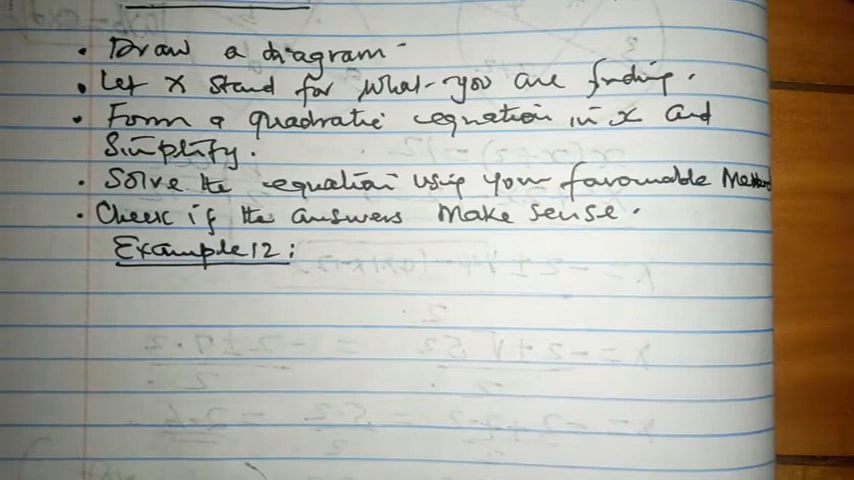 • Draw a diagram
• Let x stand for what you are finding.
• Form a quadratic equation in x and
Simplify.
• Solve the equation using your favourable Method
• Check if the answers make sense.
Example 12: